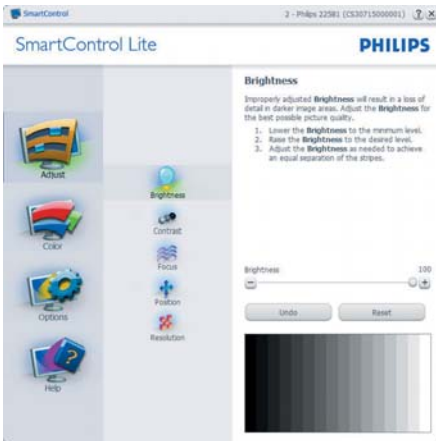 SmartControl
2 - Philips 225B1 (CS30715000001)
SmartControl Lite
PHILIPS
Adjust
Color
Options
Help
Brightness
Contrast
Focus
Position
Resolution
Brightness
Improperly adjusted Brightness will result in a loss of
detail in darker image areas. Adjust the Brightness for
the best possible picture quality.
1. Lower the Brightness to the minimum level.
2. Raise the Brightness to the desired level.
3. Adjust the Brightness as needed to achieve
an equal separation of the stripes.
Brightness 100
Undo
Reset